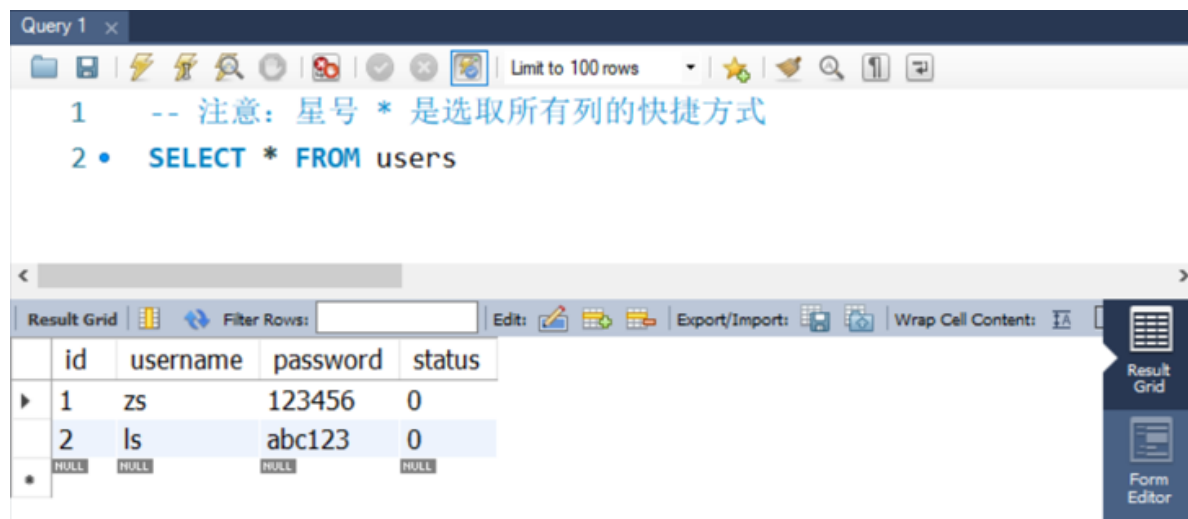 Query 1
Limit to 100 rows
1 -- 注意：星号 * 是选取所有列的快捷方式
2 SELECT * FROM users
Result Grid Filter Rows: Edit: Export/Import: Wrap Cell Content:
id username password status
1 zs 123456 0
2 ls abc123 0
NULL NULL NULL NULL
Result Grid
Form Editor